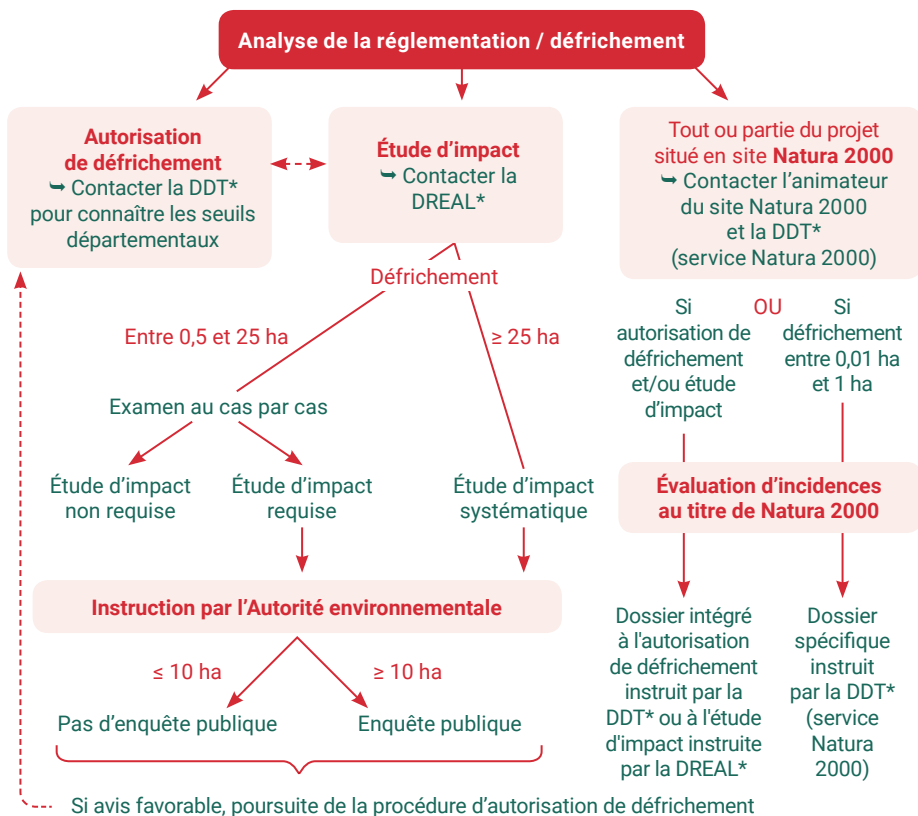 Analyse de la réglementation / défrichement
Autorisation
de défrichement
➥ Contacter la DDT*
pour connaître les seuils
départementaux
Étude d'impact
➥ Contacter la
DREAL*
Tout ou partie du projet
situé en site Natura 2000
➥ Contacter l'animateur
du site Natura 2000
et la DDT*
(service Natura 2000)
Défrichement
Entre 0,5 et 25 ha
≥ 25 ha
Examen au cas par cas
Étude d'impact
non requise
Étude d'impact
requise
Étude d'impact
systématique
Si
autorisation de
défrichement
et/ou étude
d'impact
OU
Si
défrichement
entre 0,01 ha
et 1 ha
Évaluation d'incidences
au titre de Natura 2000
Instruction par l'Autorité environnementale
≤ 10 ha
≥ 10 ha
Pas d'enquête publique
Enquête publique
Dossier intégré
à l'autorisation
de défrichement
instruit par la
DDT* ou à l'étude
d'impact instruite
par la DREAL*
Dossier
spécifique
instruit
par la DDT*
(service
Natura
2000)
Si avis favorable, poursuite de la procédure d'autorisation de défrichement